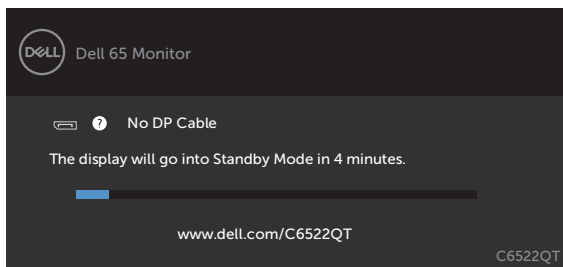 DELL
Dell 65 Monitor
? No DP Cable
The display will go into Standby Mode in 4 minutes.
www.dell.com/C6522QT
C6522QT